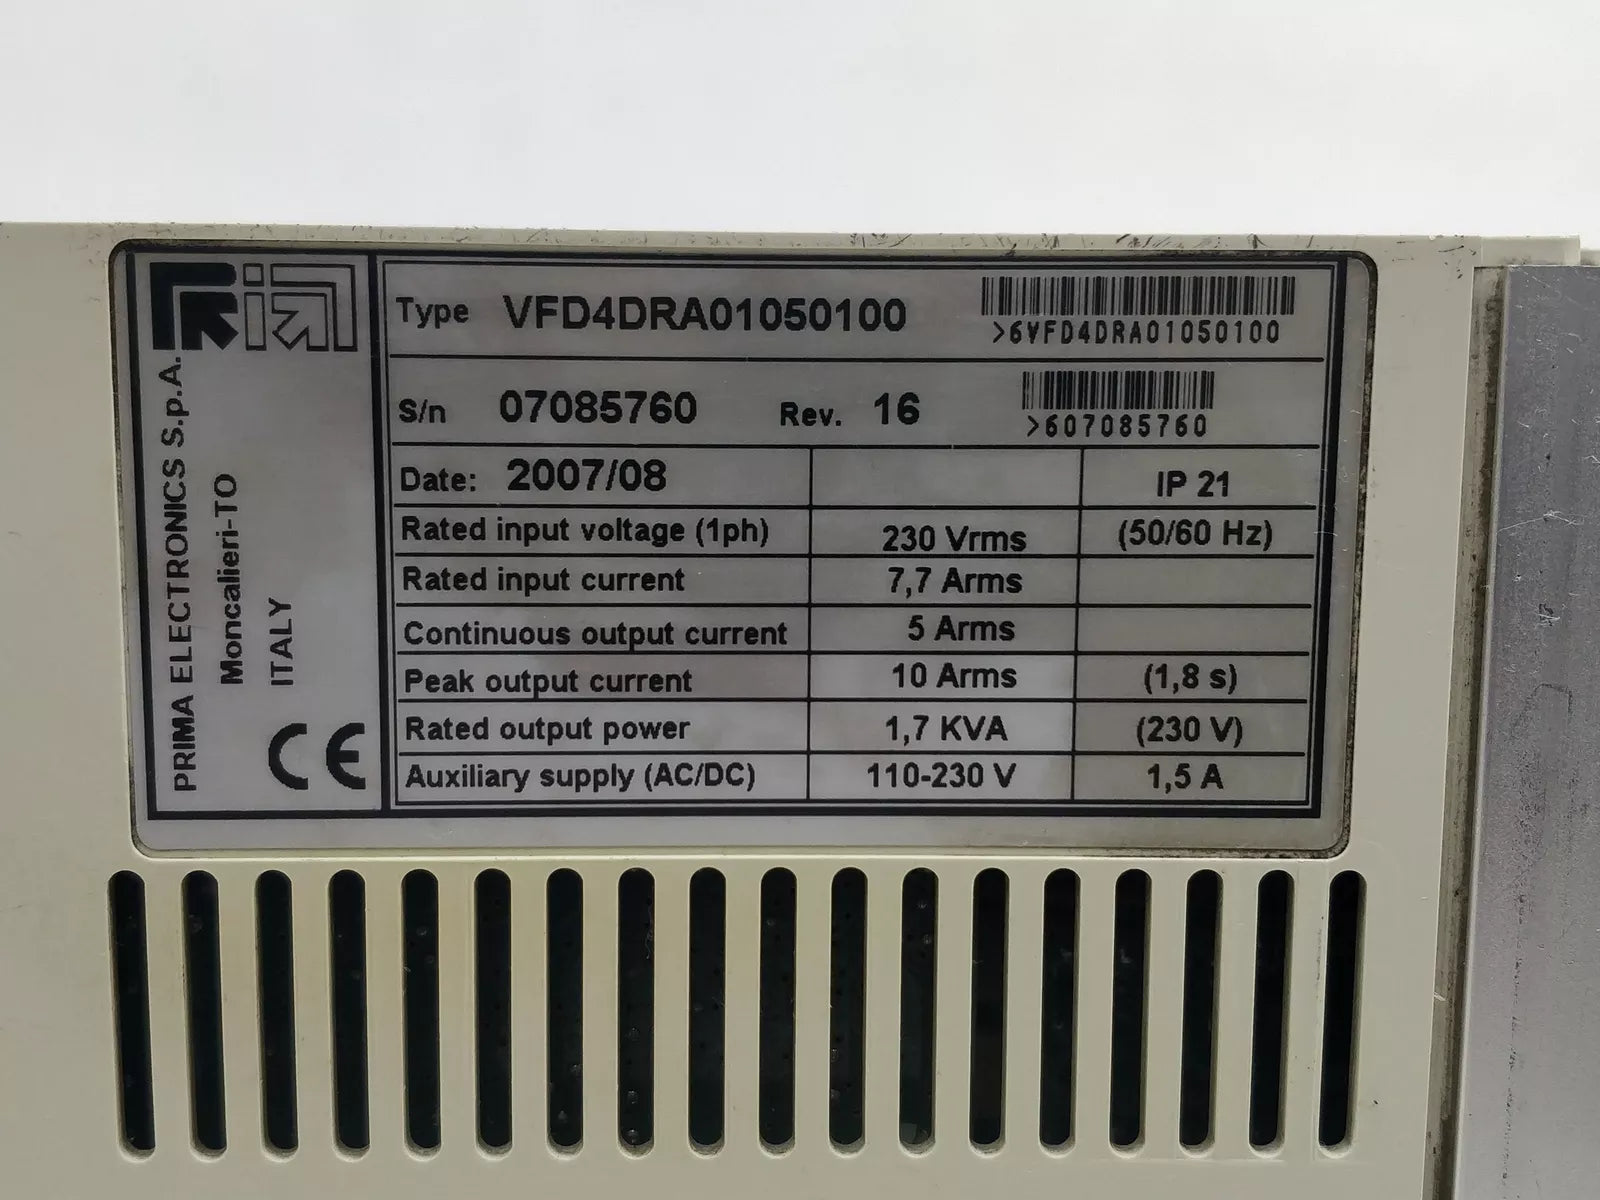 PRIMA ELECTRONICS S.p.A.
Moncalieri-TO
ITALY
CE
Type VFD4DRA01050100
>6VFD4DRA01050100
S/n 07085760 Rev. 16
>607085760
Date: 2007/08 IP 21
Rated input voltage (1ph) 230 Vrms (50/60 Hz)
Rated input current 7,7 Arms
Continuous output current 5 Arms
Peak output current 10 Arms (1,8 s)
Rated output power 1,7 KVA (230 V)
Auxiliary supply (AC/DC) 110-230 V 1,5 A